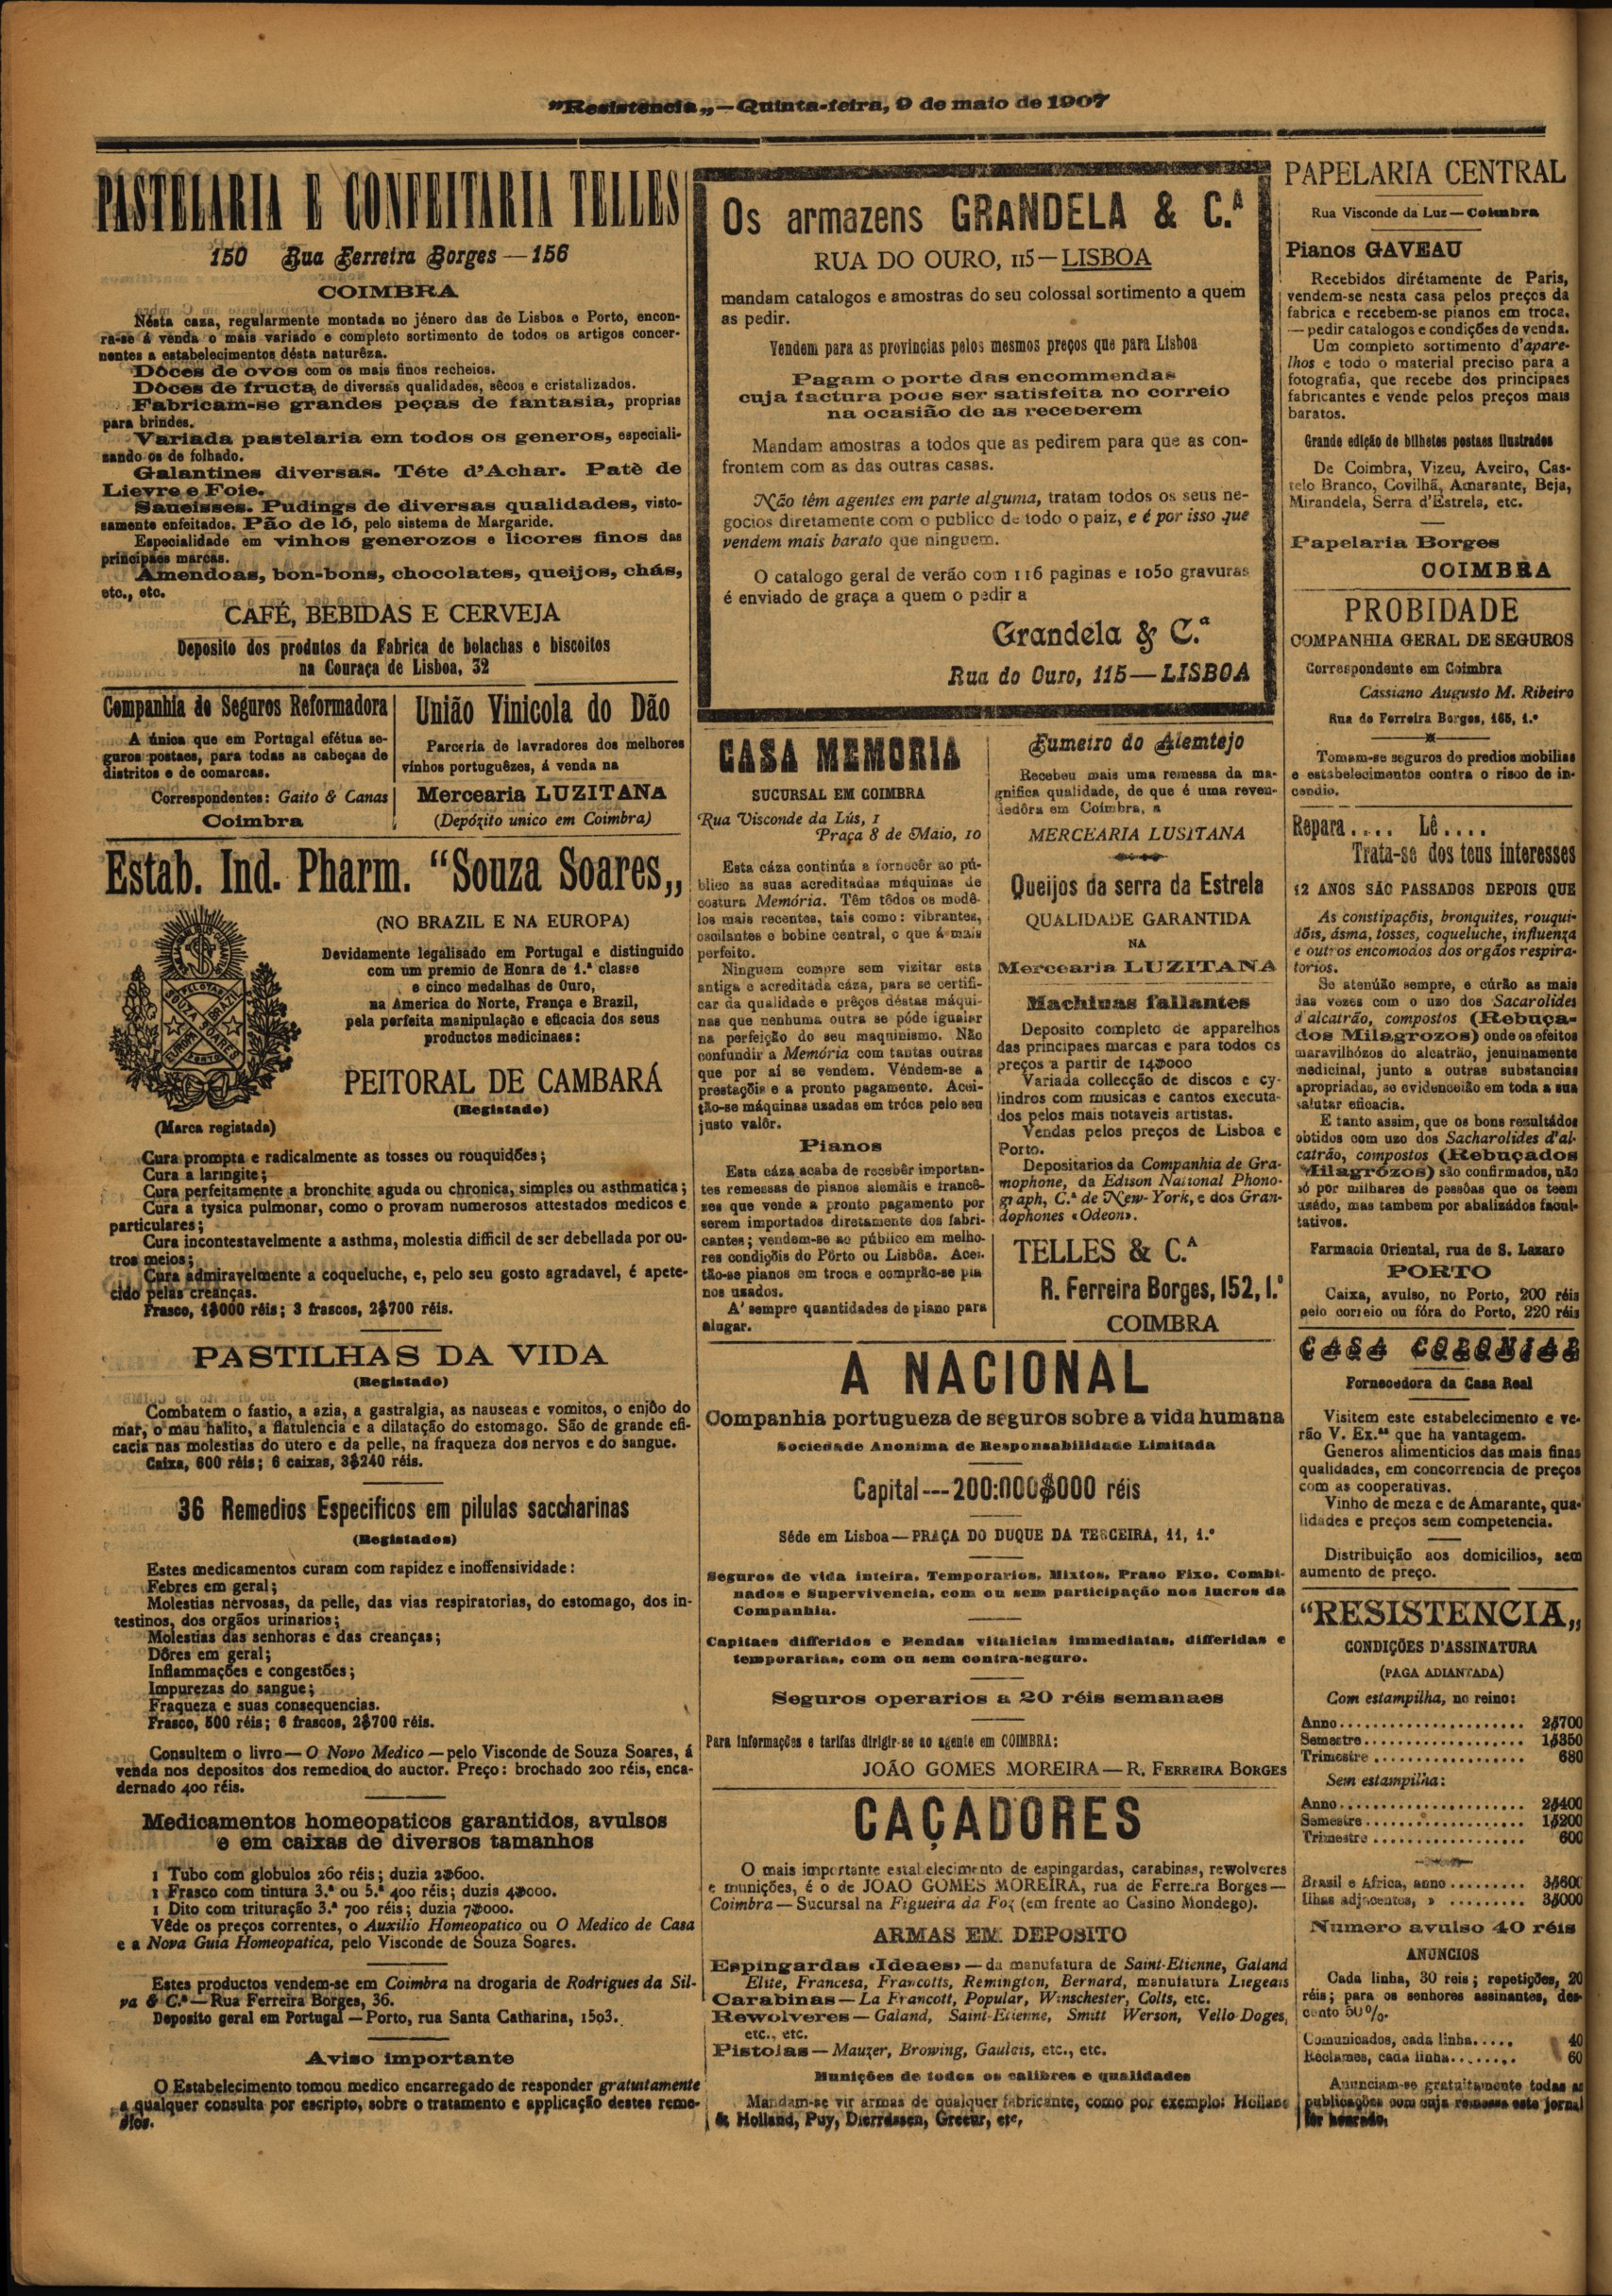 "Resistencia„—Quinta-feira, 9 de maio de 1907
PASTELARIA E CONFEITARIA TELLES
150 Rua Ferreira Borges—156
COIMBRA
Nésta caza, regularmente montada no jénero das de Lisboa e Porto, encon-
ra-se á venda o mais variado e completo sortimento de todos os artigos concer-
nentes a estabelecimentos désta naturêza.
Dôces de ovos com os mais finos recheios.
Dôces de fructa, de diversas qualidades, sêcos e cristalizados.
Fabricam-se grandes peças de fantasia, proprias
para brindes.
Variada pastelaria em todos os generos, especiali-
sando os de folhado.
Galantines diversas. Téte d'Achar. Patè de
Lievre e Foie.
Saucisses. Pudings de diversas qualidades, visto-
samente enfeitados. Pão de ló, pelo sistema de Margaride.
Especialidade em vinhos generozos e licores finos das
principaes marcas.
Amendoas, bon-bons, chocolates, queijos, chás,
etc., etc.
CAFÉ, BEBIDAS E CERVEJA
Deposito dos produtos da Fabrica de bolachas e biscoitos
na Couraça de Lisboa, 32
Companhia de Seguros Reformadora
A única que em Portugal efétua se-
guros postaes, para todas as cabeças de
distritos e de comarcas.
Correspondentes: Gaito & Canas
Coimbra
União Vinicola do Dão
Parceria de lavradores dos melhores
vinhos portuguêzes, á venda na
Mercearia LUZITANA
(Depózito unico em Coimbra)
Estab. Ind. Pharm. "Souza Soares„
(NO BRAZIL E NA EUROPA)
Devidamente legalisado em Portugal e distinguido
com um premio de Honra de 1.ª classe
e cinco medalhas de Ouro,
na America do Norte, França e Brazil,
pela perfeita manipulação e eficacia dos seus
productos medicinaes:
PEITORAL DE CAMBARÁ
(Registado)
PILOTAS
SOUZA SOARES
BRAZIL
EUROPA
Porto
(Marca registada)
Cura prompta e radicalmente as tosses ou rouquidões;
Cura a laringite;
Cura perfeitamente a bronchite aguda ou chronica, simples ou asthmatica;
Cura a tysica pulmonar, como o provam numerosos attestados medicos e
particulares;
Cura incontestavelmente a asthma, molestia difficil de ser debellada por ou-
tros meios;
Cura admiravelmente a coqueluche, e, pelo seu gosto agradavel, é apete-
cido pelas creanças.
Frasco, 1$000 réis; 3 frascos, 2$700 réis.
PASTILHAS DA VIDA
(Registado)
Combatem o fastio, a azia, a gastralgia, as nauseas e vomitos, o enjôo do
mar, o mau halito, a flatulencia e a dilatação do estomago. São de grande efi-
cacia nas molestias do utero e da pelle, na fraqueza dos nervos e do sangue.
Caixa, 600 réis; 6 caixas, 3$240 réis.
36 Remedios Especificos em pilulas saccharinas
(Registados)
Estes medicamentos curam com rapidez e inoffensividade:
Febres em geral;
Molestias nervosas, da pelle, das vias respiratorias, do estomago, dos in-
testinos, dos orgãos urinarios;
Molestias das senhoras e das creanças;
Dôres em geral;
Inflammações e congestões;
Impurezas do sangue;
Fraqueza e suas consequencias.
Frasco, 500 réis; 6 frascos, 2$700 réis.
Consultem o livro—O Novo Medico—pelo Visconde de Souza Soares, á
venda nos depositos dos remedios do auctor. Preço: brochado 200 réis, enca-
dernado 400 réis.
Medicamentos homeopaticos garantidos, avulsos
e em caixas de diversos tamanhos
1 Tubo com globulos 260 réis; duzia 2$600.
1 Frasco com tintura 3.ª ou 5.ª 400 réis; duzia 4$000.
1 Dito com trituração 3.ª 700 réis; duzia 7$000.
Vêde os preços correntes, o Auxilio Homeopatico ou O Medico de Casa
e a Nova Guia Homeopatica, pelo Visconde de Souza Soares.
Estes productos vendem-se em Coimbra na drogaria de Rodrigues da Sil-
va & C.ª—Rua Ferreira Borges, 36.
Deposito geral em Portugal—Porto, rua Santa Catharina, 1503.
Aviso importante
O Estabelecimento tomou medico encarregado de responder gratuitamente
a qualquer consulta por escripto, sobre o tratamento e applicação destes reme-
dios.
Os armazens GRANDELA & C.ª
RUA DO OURO, 115—LISBOA
mandam catalogos e amostras do seu colossal sortimento a quem
as pedir.
Vendem para as provincias pelos mesmos preços que para Lisboa
Pagam o porte das encommendas
cuja factura pode ser satisfeita no correio
na ocasião de as receberem
Mandam amostras a todos que as pedirem para que as con-
frontem com as das outras casas.
Não têm agentes em parte alguma, tratam todos os seus ne-
gocios diretamente com o publico de todo o paiz, e é por isso que
vendem mais barato que ninguem.
O catalogo geral de verão com 116 paginas e 1050 gravuras
é enviado de graça a quem o pedir a
Grandela & C.ª
Rua do Ouro, 115—LISBOA
CASA MEMORIA
SUCURSAL EM COIMBRA
Rua Visconde da Lús, 1
Praça 8 de Maio, 10
Esta cáza continúa a fornecêr ao pú-
blico as suas acreditadas máquinas de
costura Memória. Têm tôdos os modê-
los mais recentes, tais como: vibrantes,
oscilantes e bobine central, o que á mais
perfeito.
Ninguem compre sem vizitar esta
antiga e acreditada cáza, para se certifi-
car da qualidade e prêços déstas máqui-
nas que nenhuma outra se póde igualar
na perfeição do seu maquinismo. Não
confundir a Memória com tantas outras
que por aí se vendem. Véndem-se a
prestaçõis e a pronto pagamento. Acei-
tão-se máquinas usadas em tróca pelo seu
justo valôr.
Pianos
Esta cáza acaba de recebêr importan-
tes remessas de pianos alemãis e francê-
zes que vende a pronto pagamento por
serem importados diretamente dos fabri-
cantes; vendem-se ao público em melho-
res condiçõis do Pôrto ou Lisbôa. Acei-
tão-se pianos em troca e comprão-se pia
nos usados.
A' sempre quantidades de piano para
alugar.
Fumeiro do Alemtejo
Recebeu mais uma remessa da ma-
gnifica qualidade, de que é uma reven-
dedôra em Coimbra, a
MERCEARIA LUSITANA
Queijos da serra da Estrela
QUALIDADE GARANTIDA
NA
Mercearia LUZITANA
Machinas fallantes
Deposito completo de apparelhos
das principaes marcas e para todos os
preços a partir de 14$000
Variada collecção de discos e cy-
lindros com musicas e cantos executa-
dos pelos mais notaveis artistas.
Vendas pelos preços de Lisboa e
Porto.
Depositarios da Companhia de Gra-
mophone, da Edison National Phono-
graph, C.ª de New-York, e dos Gran-
dophones «Odeon».
TELLES & C.ª
R. Ferreira Borges, 152, 1.º
COIMBRA
A NACIONAL
Companhia portugueza de seguros sobre a vida humana
Sociedade Anonima de Responsabilidade Limitada
Capital---200:000$000 réis
Séde em Lisboa—PRAÇA DO DUQUE DA TERCEIRA, 11, 1.º
Seguros de vida inteira, Temporarios, Mixtos, Praso Fixo, Combi-
nados e Supervivencia, com ou sem participação nos lucros da
Companhia.
Capitaes differidos e Rendas vitalicias immediatas, differidas e
temporarias, com ou sem contra-seguro.
Seguros operarios a 20 réis semanaes
Para informações e tarifas dirigir-se ao agente em COIMBRA:
JOÃO GOMES MOREIRA—R. FERREIRA BORGES
CAÇADORES
O mais importante estabelecimento de espingardas, carabinas, rewolveres
e munições, é o de JOÃO GOMES MOREIRA, rua de Ferreira Borges—
Coimbra—Sucursal na Figueira da Foz (em frente ao Casino Mondego).
ARMAS EM DEPOSITO
Espingardas «Ideaes»—da manufatura de Saint-Etienne, Galand
Elite, Francesa, Francotts, Remington, Bernard, manufatura Liegeais
Carabinas—La Francott, Popular, Winschester, Colts, etc.
Rewolveres—Galand, Saint-Etienne, Smitt Werson, Vello-Doges,
etc., etc.
Pistolas—Mauzer, Browing, Gaulois, etc., etc.
Munições de todos os calibres e qualidades
Mandam-se vir armas de qualquer fabricante, como por exemplo: Holland
& Holland, Puy, Dierrassen, Greeur, etc.
PAPELARIA CENTRAL
Rua Visconde da Luz—Coimbra
Pianos GAVEAU
Recebidos dirétamente de Paris,
vendem-se nesta casa pelos preços da
fabrica e recebem-se pianos em troca.
—pedir catalogos e condições de venda.
Um completo sortimento d'apare-
lhos e todo o material preciso para a
fotografia, que recebe dos principaes
fabricantes e vende pelos preços mais
baratos.
Grande edição de bilhetes postaes ilustrados
De Coimbra, Vizeu, Aveiro, Cas-
telo Branco, Covilhã, Amarante, Beja,
Mirandela, Serra d'Estrela, etc.
Papelaria Borges
COIMBRA
PROBIDADE
COMPANHIA GERAL DE SEGUROS
Correspondente em Coimbra
Cassiano Augusto M. Ribeiro
Rua de Ferreira Borges, 165, 1.º
Tomam-se seguros de predios mobilias
e estabelecimentos contra o risco de in-
cendio.
Repara.... Lê....
Trata-se dos teus interesses
12 ANOS SÃO PASSADOS DEPOIS QUE
As constipaçõis, bronquites, rouqui-
dõis, ásma, tosses, coqueluche, influenza
e outros encomodos dos orgãos respira-
torios.
Se atenúão sempre, e cúrão as mais
das vezes com o uzo dos Sacarolides
d'alcatrão, compostos (Rebuça-
dos Milagrozos) onde os efeitos
maravilhózos do alcatrão, jenuinamente
medicinal, junto a outras substancias
apropriadas, se evidenceião em toda a sua
salutar eficacia.
E tanto assim, que os bons resultádos
obtidos com uzo dos Sacharolides d'al-
catrão, compostos (Rebuçados
Milagrózos) são confirmados, não
só por milhares de pessôas que os teem
uzádo, mas tambem por abalizádos facul-
tativos.
Farmacia Oriental, rua de S. Lazaro
PORTO
Caixa, avulso, no Porto, 200 réis
pelo correio ou fóra do Porto, 220 réis
CASA COLONIAL
Fornecedora da Casa Real
Visitem este estabelecimento e ve-
rão V. Ex.ᵃˢ que ha vantagem.
Generos alimenticios das mais finas
qualidades, em concorrencia de preços
com as cooperativas.
Vinho de meza e de Amarante, qua-
lidades e preços sem competencia.
Distribuição aos domicilios, sem
aumento de preço.
"RESISTENCIA„
CONDIÇÕES D'ASSINATURA
(PAGA ADIANTADA)
Com estampilha, no reino:
Anno...................... 2$700
Semestre................... 1$350
Trimestre.................. 680
Sem estampilha:
Anno...................... 2$400
Semestre................... 1$200
Trimestre.................. 600
Brasil e Africa, anno......... 3$600
Ilhas adjacentes, » ......... 3$000
Numero avulso 40 réis
ANUNCIOS
Cada linha, 30 reis; repetições, 20
réis; para os senhores assinantes, des-
conto 50%.
Comunicados, cada linha..... 40
Réclames, cada linha........ 60
Anunciam-se gratuitamente todas as
publicações com cuja remessa este jornal
fôr honrado.